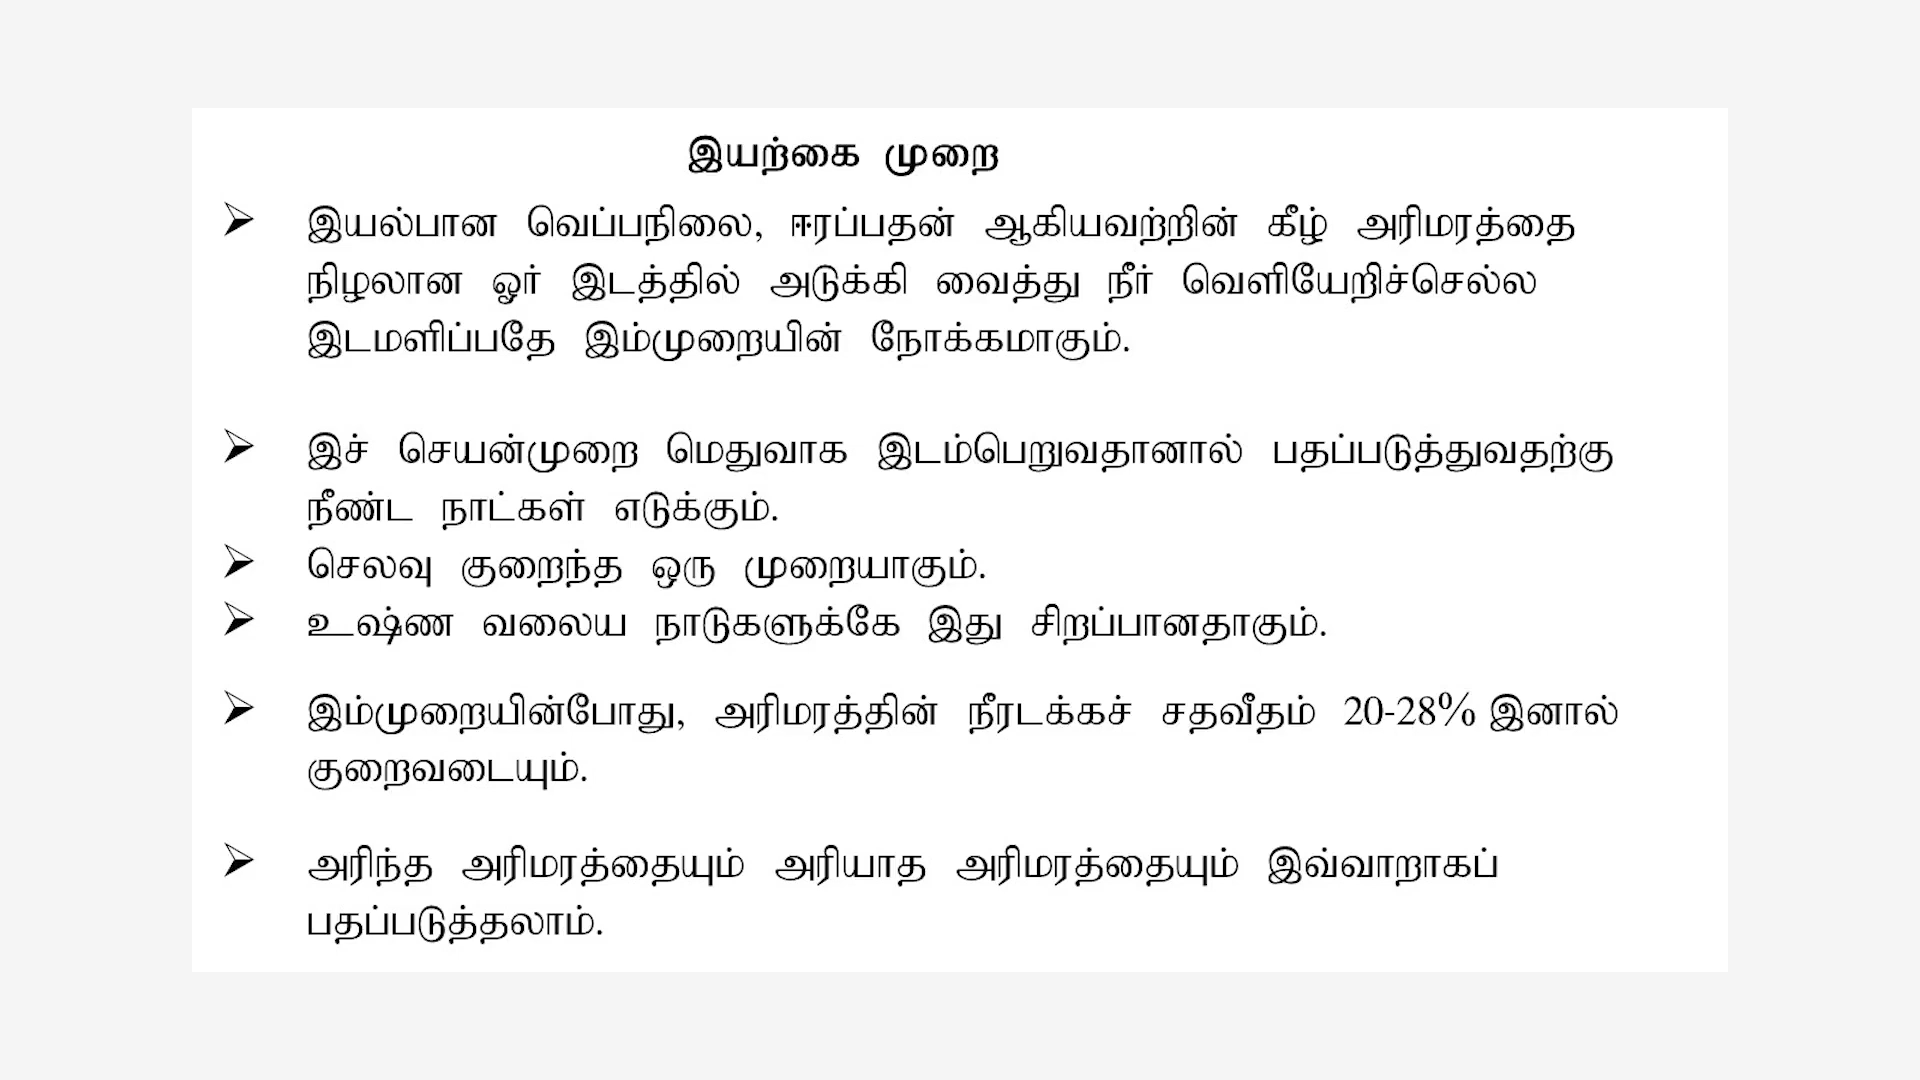 இயற்கை முறை
➢ இயல்பான வெப்பநிலை, ஈரப்பதன் ஆகியவற்றின் கீழ் அரிமரத்தை
நிழலான ஓர் இடத்தில் அடுக்கி வைத்து நீர் வெளியேறிச்செல்ல
இடமளிப்பதே இம்முறையின் நோக்கமாகும்.
➢ இச் செயன்முறை மெதுவாக இடம்பெறுவதானால் பதப்படுத்துவதற்கு
நீண்ட நாட்கள் எடுக்கும்.
➢ செலவு குறைந்த ஒரு முறையாகும்.
➢ உஷ்ண வலைய நாடுகளுக்கே இது சிறப்பானதாகும்.
➢ இம்முறையின்போது, அரிமரத்தின் நீரடக்கச் சதவீதம் 20-28% இனால்
குறைவடையும்.
➢ அரிந்த அரிமரத்தையும் அரியாத அரிமரத்தையும் இவ்வாறாகப்
பதப்படுத்தலாம்.